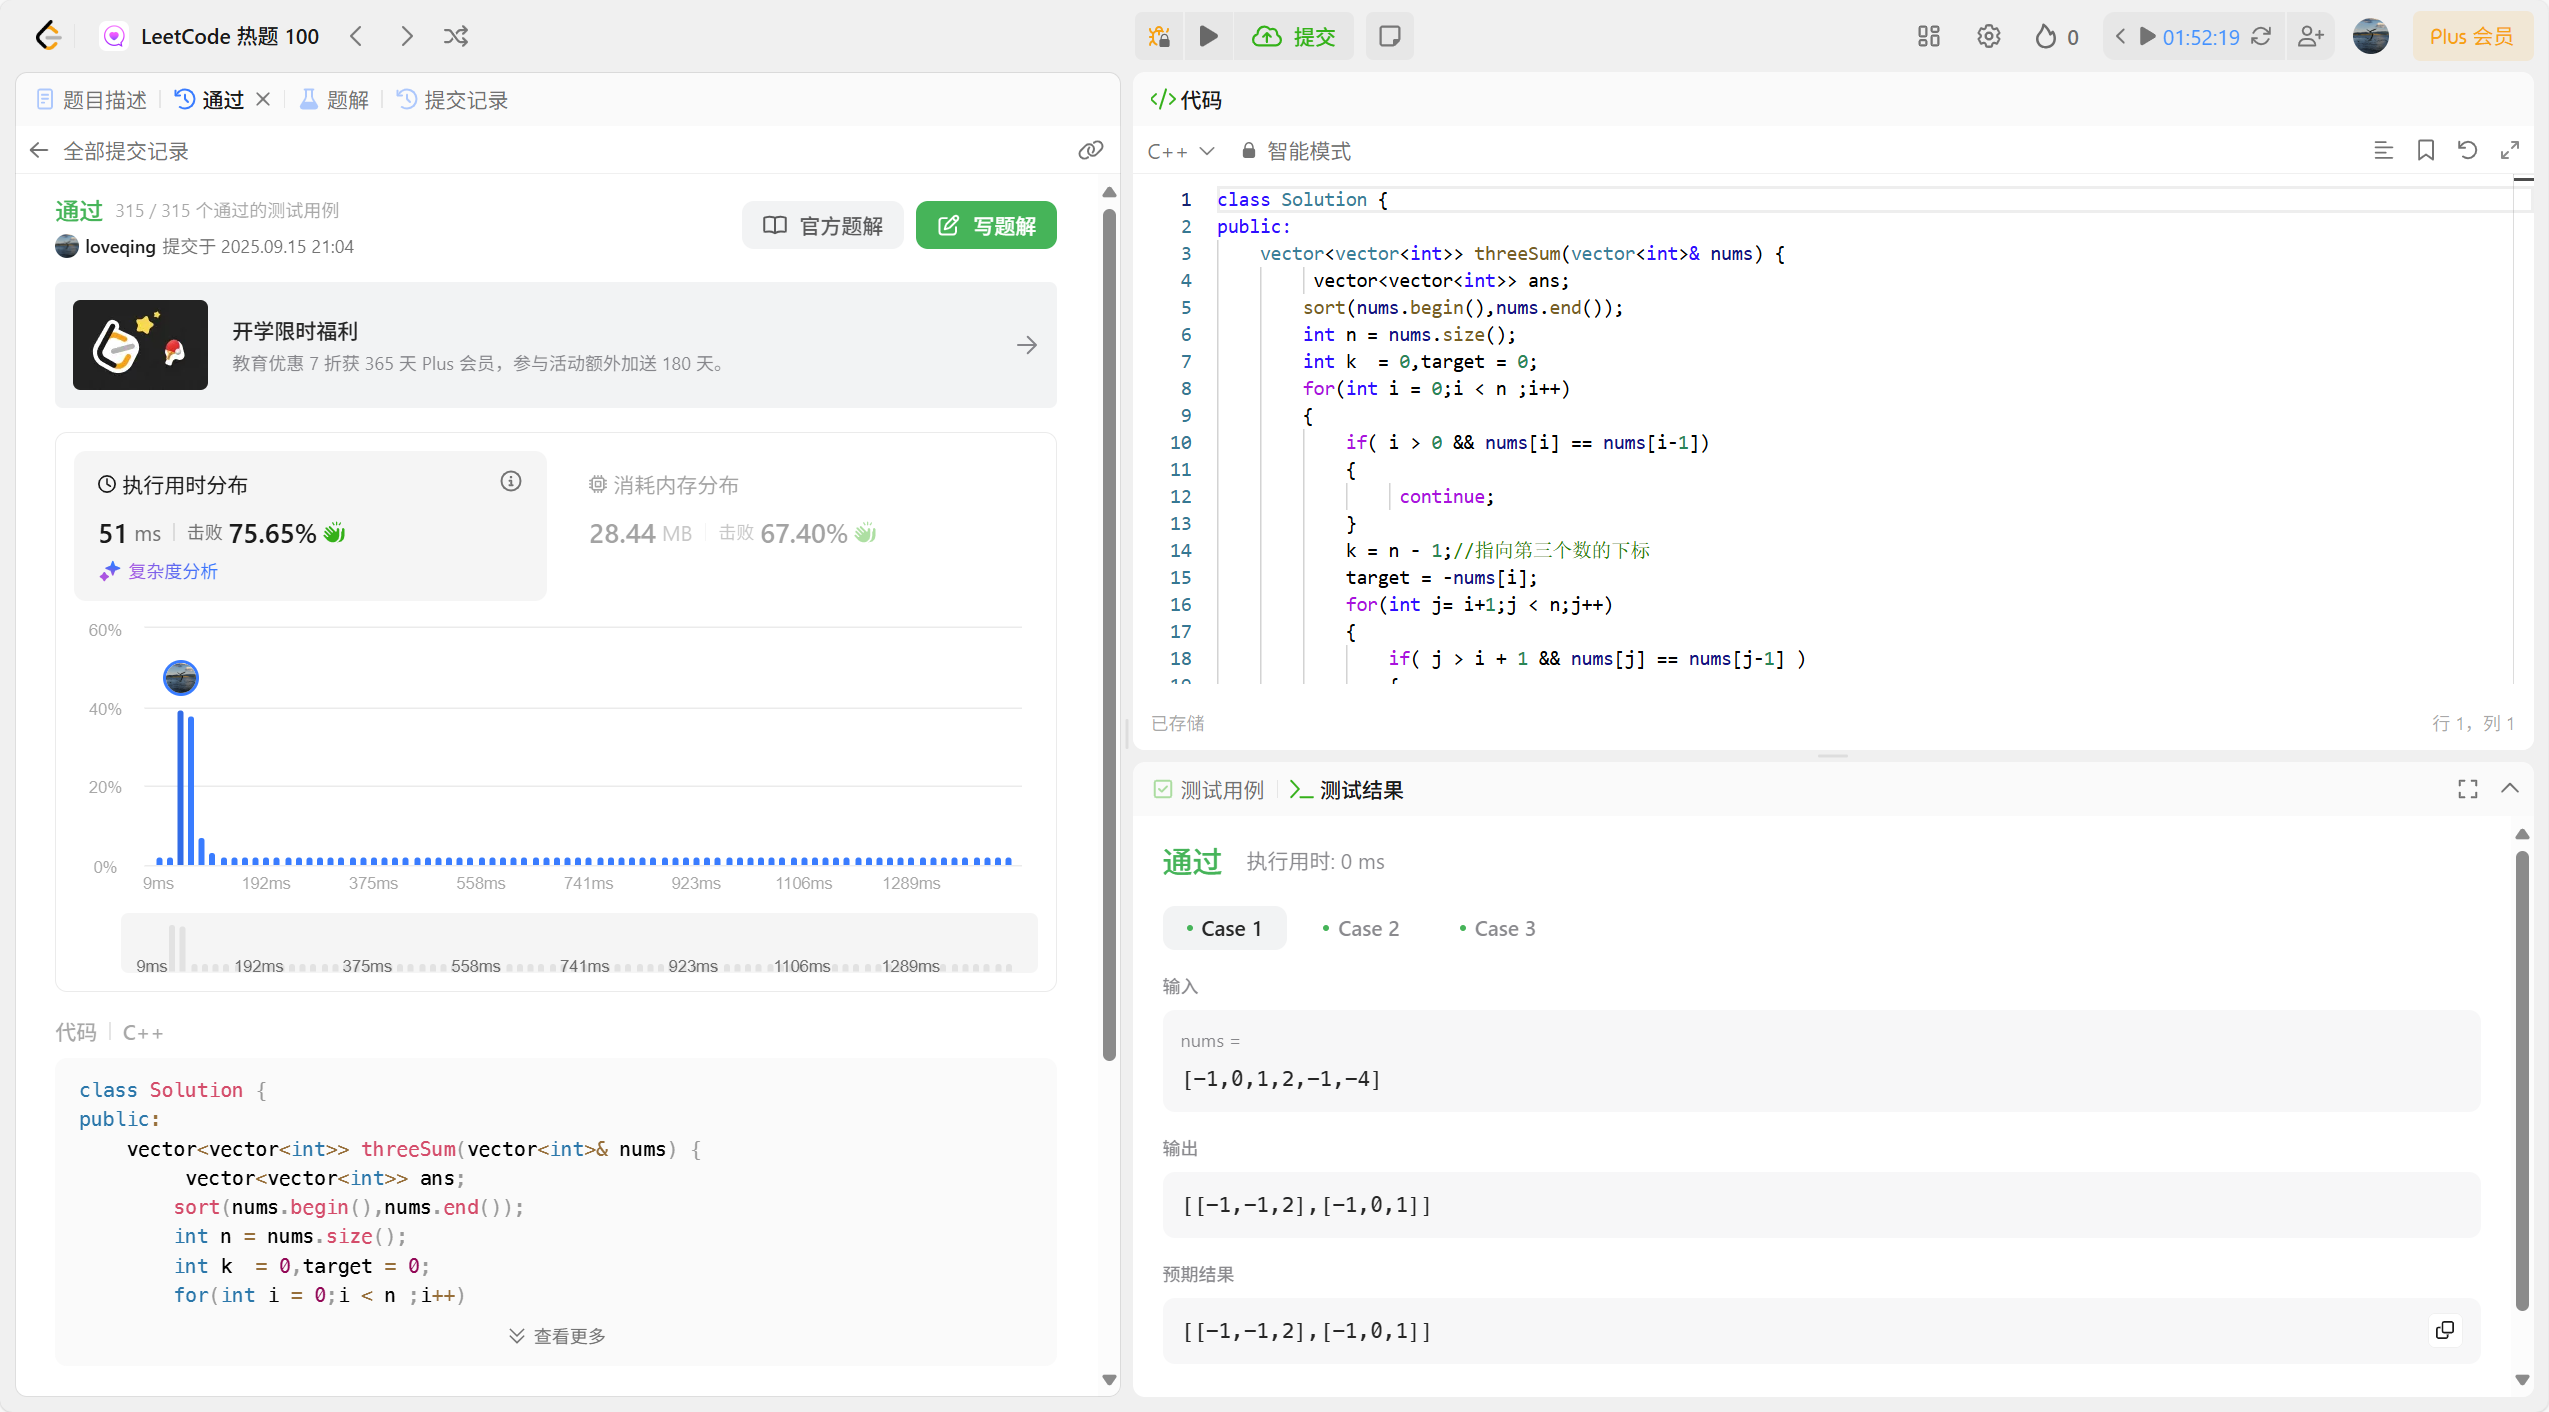 LeetCode 热题 100
提交
0
01:52:19
Plus 会员
题目描述
通过
题解
提交记录
全部提交记录
通过 315 / 315 个通过的测试用例
loveqing 提交于 2025.09.15 21:04
官方题解
写题解
开学限时福利
教育优惠 7 折获 365 天 Plus 会员，参与活动额外加送 180 天。
执行用时分布
51 ms 击败 75.65%
复杂度分析
消耗内存分布
28.44 MB 击败 67.40%
60%
40%
20%
0%
9ms 192ms 375ms 558ms 741ms 923ms 1106ms 1289ms
9ms 192ms 375ms 558ms 741ms 923ms 1106ms 1289ms
代码 C++
class Solution {
public:
    vector<vector<int>> threeSum(vector<int>& nums) {
         vector<vector<int>> ans;
        sort(nums.begin(),nums.end());
        int n = nums.size();
        int k  = 0,target = 0;
        for(int i = 0;i < n ;i++)
查看更多
代码
C++ 智能模式
1 class Solution {
2 public:
3     vector<vector<int>> threeSum(vector<int>& nums) {
4          vector<vector<int>> ans;
5         sort(nums.begin(),nums.end());
6         int n = nums.size();
7         int k  = 0,target = 0;
8         for(int i = 0;i < n ;i++)
9         {
10             if( i > 0 && nums[i] == nums[i-1])
11             {
12                  continue;
13             }
14             k = n - 1;//指向第三个数的下标
15             target = -nums[i];
16             for(int j= i+1;j < n;j++)
17             {
18                 if( j > i + 1 && nums[j] == nums[j-1] )
19                 {
已存储
行 1，列 1
测试用例
测试结果
通过 执行用时: 0 ms
Case 1
Case 2
Case 3
输入
nums =
[-1,0,1,2,-1,-4]
输出
[[-1,-1,2],[-1,0,1]]
预期结果
[[-1,-1,2],[-1,0,1]]